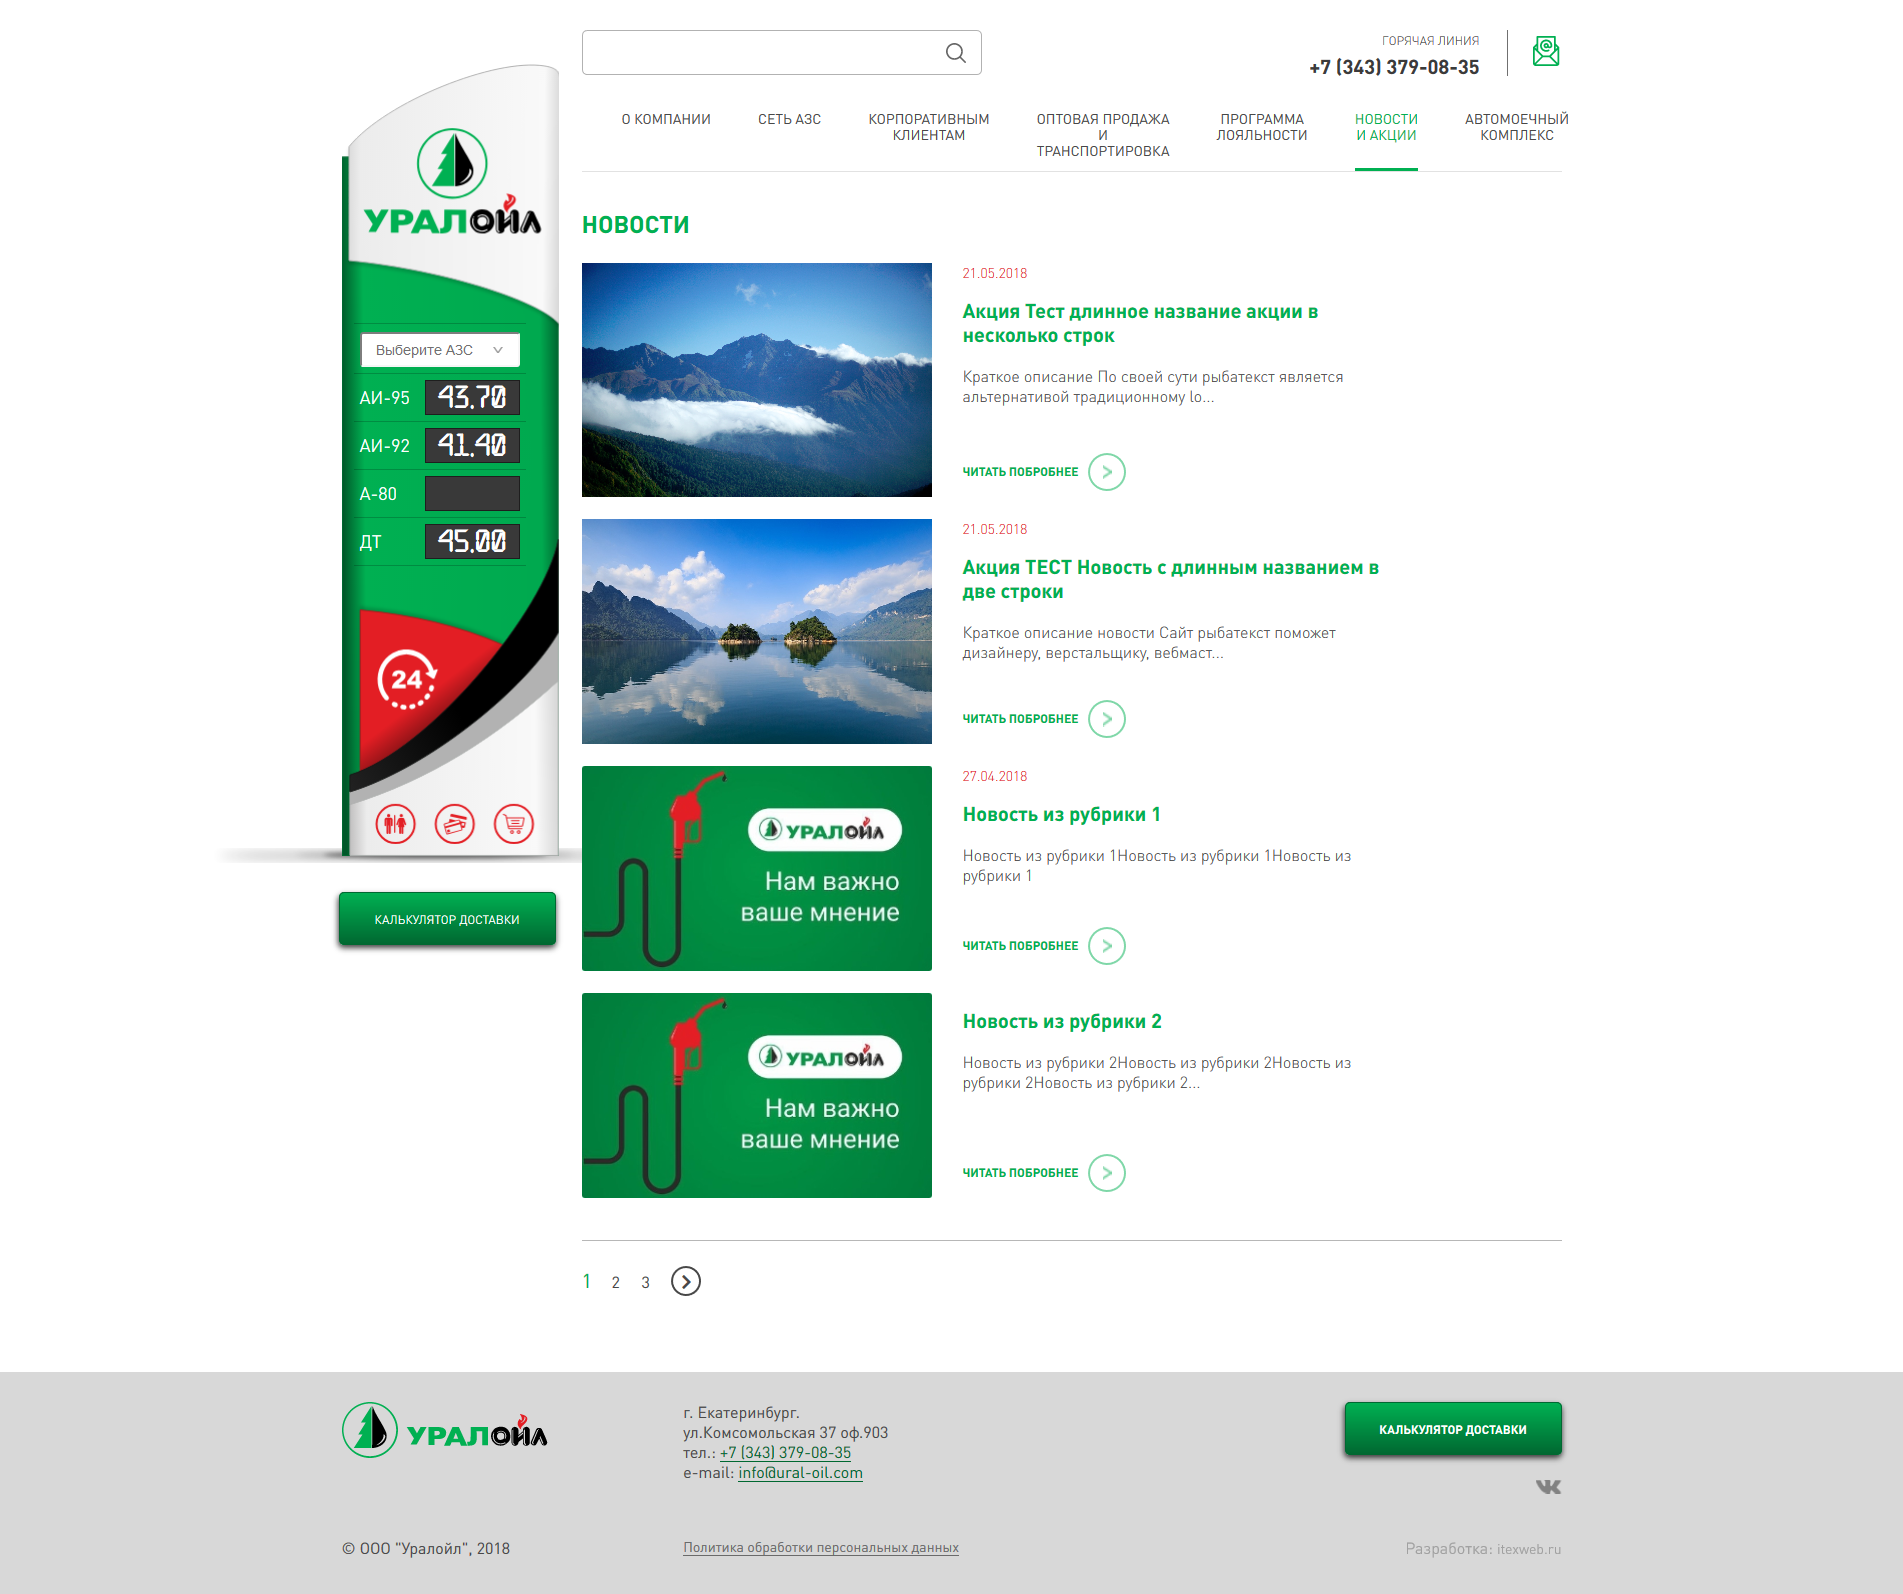 ГОРЯЧАЯ ЛИНИЯ
+7 (343) 379-08-35
О КОМПАНИИ
СЕТЬ АЗС
КОРПОРАТИВНЫМ
КЛИЕНТАМ
ОПТОВАЯ ПРОДАЖА
И
ТРАНСПОРТИРОВКА
ПРОГРАММА
ЛОЯЛЬНОСТИ
НОВОСТИ
И АКЦИИ
АВТОМОЕЧНЫЙ
КОМПЛЕКС
УРАЛОЙЛ
Выберите АЗС
АИ-95 43.70
АИ-92 41.40
А-80
ДТ 45.00
24
КАЛЬКУЛЯТОР ДОСТАВКИ
НОВОСТИ
21.05.2018
Акция Тест длинное название акции в
несколько строк
Краткое описание По своей сути рыбатекст является
альтернативой традиционному lo...
ЧИТАТЬ ПОБРОБНЕЕ
21.05.2018
Акция ТЕСТ Новость с длинным названием в
две строки
Краткое описание новости Сайт рыбатекст поможет
дизайнеру, верстальщику, вебмаст...
ЧИТАТЬ ПОБРОБНЕЕ
УРАЛОЙЛ
Нам важно
ваше мнение
27.04.2018
Новость из рубрики 1
Новость из рубрики 1Новость из рубрики 1Новость из
рубрики 1
ЧИТАТЬ ПОБРОБНЕЕ
УРАЛОЙЛ
Нам важно
ваше мнение
Новость из рубрики 2
Новость из рубрики 2Новость из рубрики 2Новость из
рубрики 2Новость из рубрики 2...
ЧИТАТЬ ПОБРОБНЕЕ
1 2 3
УРАЛОЙЛ
г. Екатеринбург.
ул.Комсомольская 37 оф.903
тел.: +7 (343) 379-08-35
e-mail: info@ural-oil.com
КАЛЬКУЛЯТОР ДОСТАВКИ
© ООО "Уралойл", 2018
Политика обработки персональных данных
Разработка: itexweb.ru